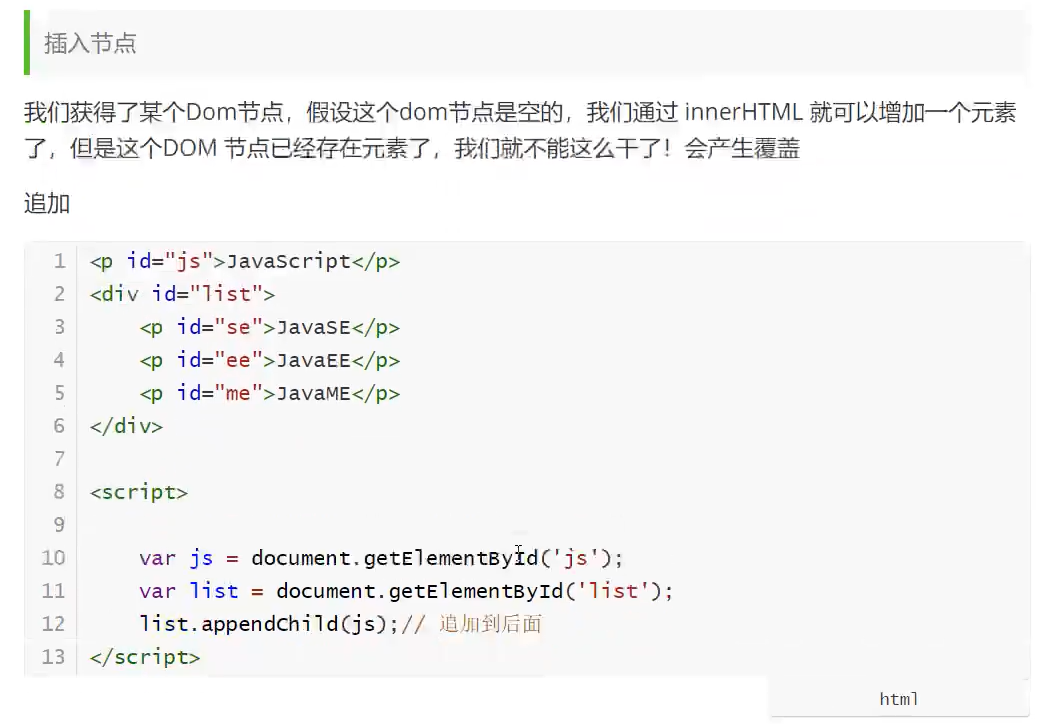 插入节点
我们获得了某个Dom节点，假设这个dom节点是空的，我们通过 innerHTML 就可以增加一个元素
了，但是这个DOM 节点已经存在元素了，我们就不能这么干了！会产生覆盖
追加
1 <p id="js">JavaScript</p>
2 <div id="list">
3     <p id="se">JavaSE</p>
4     <p id="ee">JavaEE</p>
5     <p id="me">JavaME</p>
6 </div>
7
8 <script>
9
10     var js = document.getElementById('js');
11     var list = document.getElementById('list');
12     list.appendChild(js);// 追加到后面
13 </script>
html